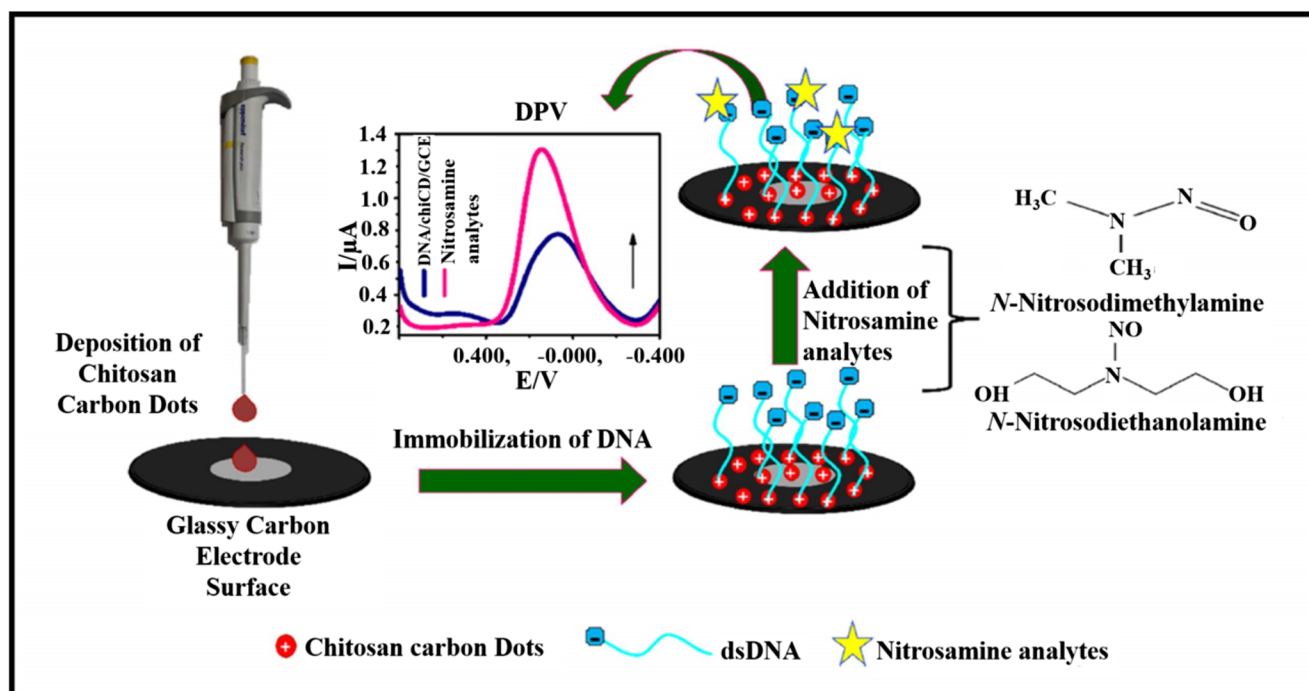 DPV
1.4
1.2
1.0
0.8
0.6
0.4
0.2
I/µA
DNA/chiCD/GCE
Nitrosamine
analytes
0.400, -0.000, -0.400
E/V
Deposition of
Chitosan
Carbon Dots
Glassy Carbon
Electrode
Surface
Immobilization of DNA
Addition of
Nitrosamine
analytes
H₃C
N
N
O
CH₃
N-Nitrosodimethylamine
NO
N
OH
OH
N-Nitrosodiethanolamine
+ Chitosan carbon Dots
- dsDNA
Nitrosamine analytes